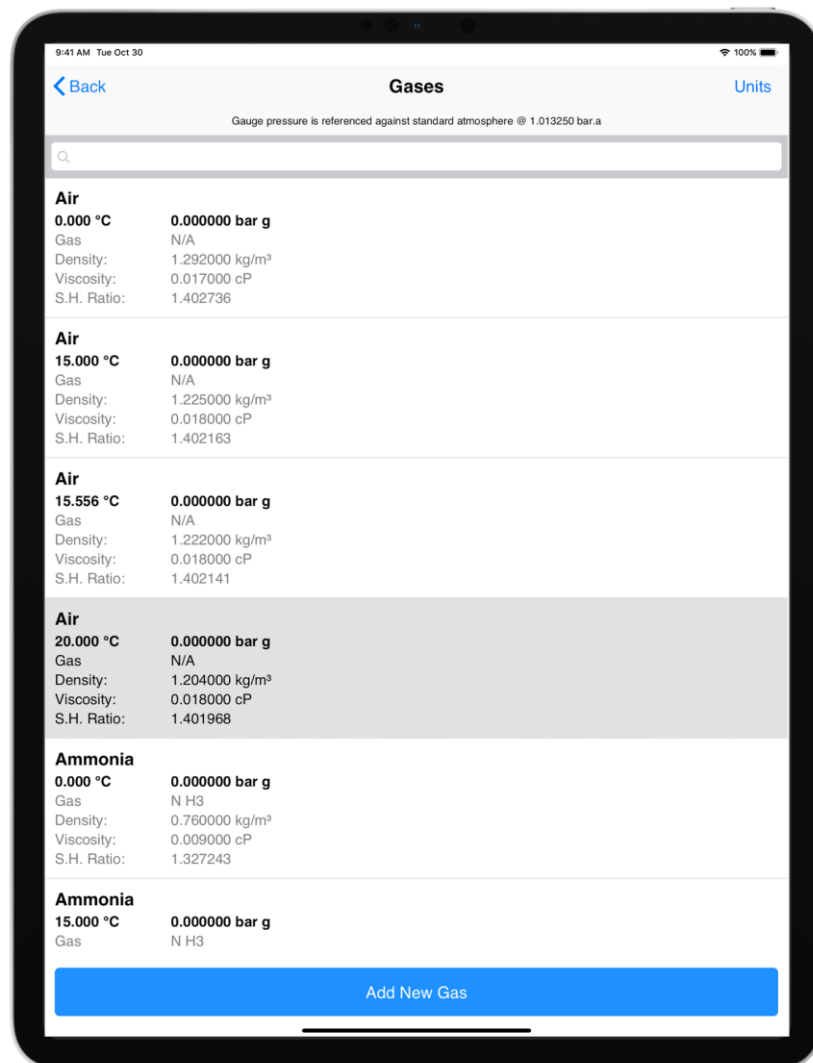 9:41 AM Tue Oct 30 100%
Back Gases Units
Gauge pressure is referenced against standard atmosphere @ 1.013250 bar.a
Air
0.000 °C 0.000000 bar g
Gas N/A
Density: 1.292000 kg/m³
Viscosity: 0.017000 cP
S.H. Ratio: 1.402736
Air
15.000 °C 0.000000 bar g
Gas N/A
Density: 1.225000 kg/m³
Viscosity: 0.018000 cP
S.H. Ratio: 1.402163
Air
15.556 °C 0.000000 bar g
Gas N/A
Density: 1.222000 kg/m³
Viscosity: 0.018000 cP
S.H. Ratio: 1.402141
Air
20.000 °C 0.000000 bar g
Gas N/A
Density: 1.204000 kg/m³
Viscosity: 0.018000 cP
S.H. Ratio: 1.401968
Ammonia
0.000 °C 0.000000 bar g
Gas N H3
Density: 0.760000 kg/m³
Viscosity: 0.009000 cP
S.H. Ratio: 1.327243
Ammonia
15.000 °C 0.000000 bar g
Gas N H3
Add New Gas